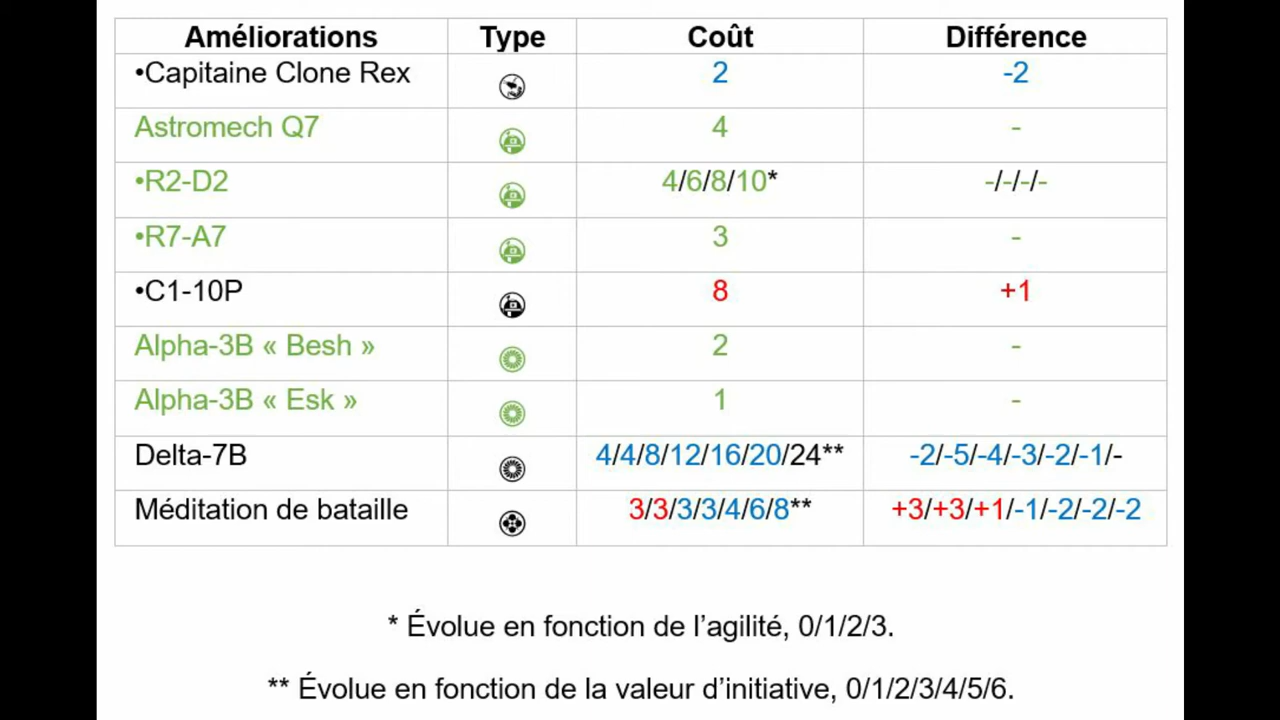 Améliorations Type Coût Différence
•Capitaine Clone Rex 2 -2
Astromech Q7 4 -
•R2-D2 4/6/8/10* -/-/-/-
•R7-A7 3 -
•C1-10P 8 +1
Alpha-3B « Besh » 2 -
Alpha-3B « Esk » 1 -
Delta-7B 4/4/8/12/16/20/24** -2/-5/-4/-3/-2/-1/-
Méditation de bataille 3/3/3/3/4/6/8** +3/+3/+1/-1/-2/-2/-2
* Évolue en fonction de l’agilité, 0/1/2/3.
** Évolue en fonction de la valeur d’initiative, 0/1/2/3/4/5/6.